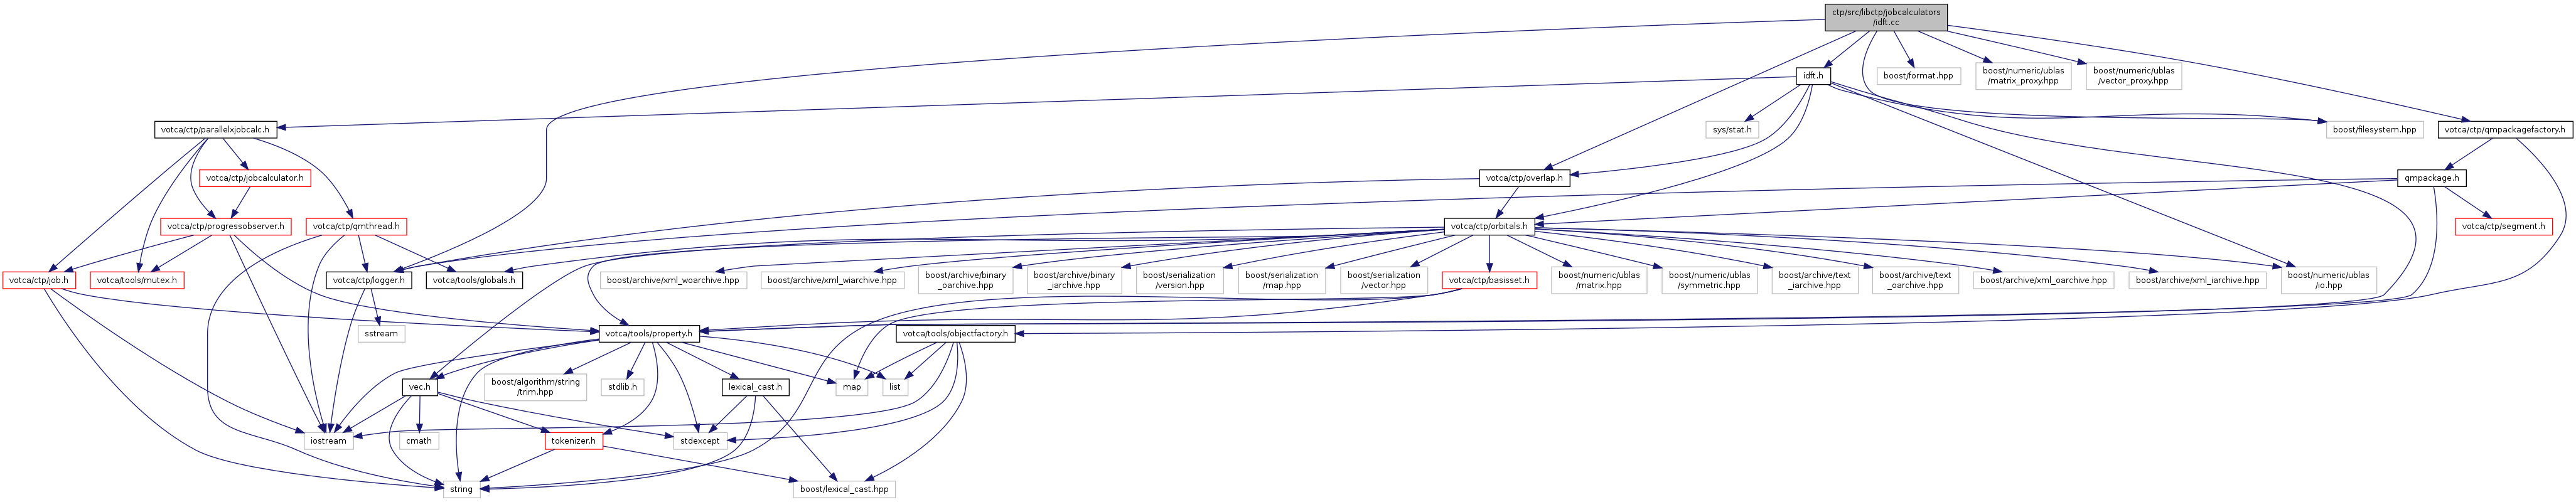 ctp/src/libctp/jobcalculators
/idft.cc
idft.h
boost/format.hpp
boost/numeric/ublas
/matrix_proxy.hpp
boost/numeric/ublas
/vector_proxy.hpp
votca/ctp/parallelxjobcalc.h
sys/stat.h
boost/filesystem.hpp
votca/ctp/qmpackagefactory.h
votca/ctp/jobcalculator.h
votca/ctp/overlap.h
qmpackage.h
votca/ctp/progressobserver.h
votca/ctp/qmthread.h
votca/ctp/orbitals.h
votca/ctp/segment.h
votca/ctp/job.h
votca/tools/mutex.h
votca/ctp/logger.h
votca/tools/globals.h
boost/archive/xml_woarchive.hpp
boost/archive/xml_wiarchive.hpp
boost/archive/binary
_oarchive.hpp
boost/archive/binary
_iarchive.hpp
boost/serialization
/version.hpp
boost/serialization
/map.hpp
boost/serialization
/vector.hpp
votca/ctp/basisset.h
boost/numeric/ublas
/matrix.hpp
boost/numeric/ublas
/symmetric.hpp
boost/archive/text
_iarchive.hpp
boost/archive/text
_oarchive.hpp
boost/archive/xml_oarchive.hpp
boost/archive/xml_iarchive.hpp
boost/numeric/ublas
/io.hpp
sstream
votca/tools/property.h
votca/tools/objectfactory.h
vec.h
boost/algorithm/string
/trim.hpp
stdlib.h
lexical_cast.h
map
list
iostream
cmath
tokenizer.h
stdexcept
string
boost/lexical_cast.hpp